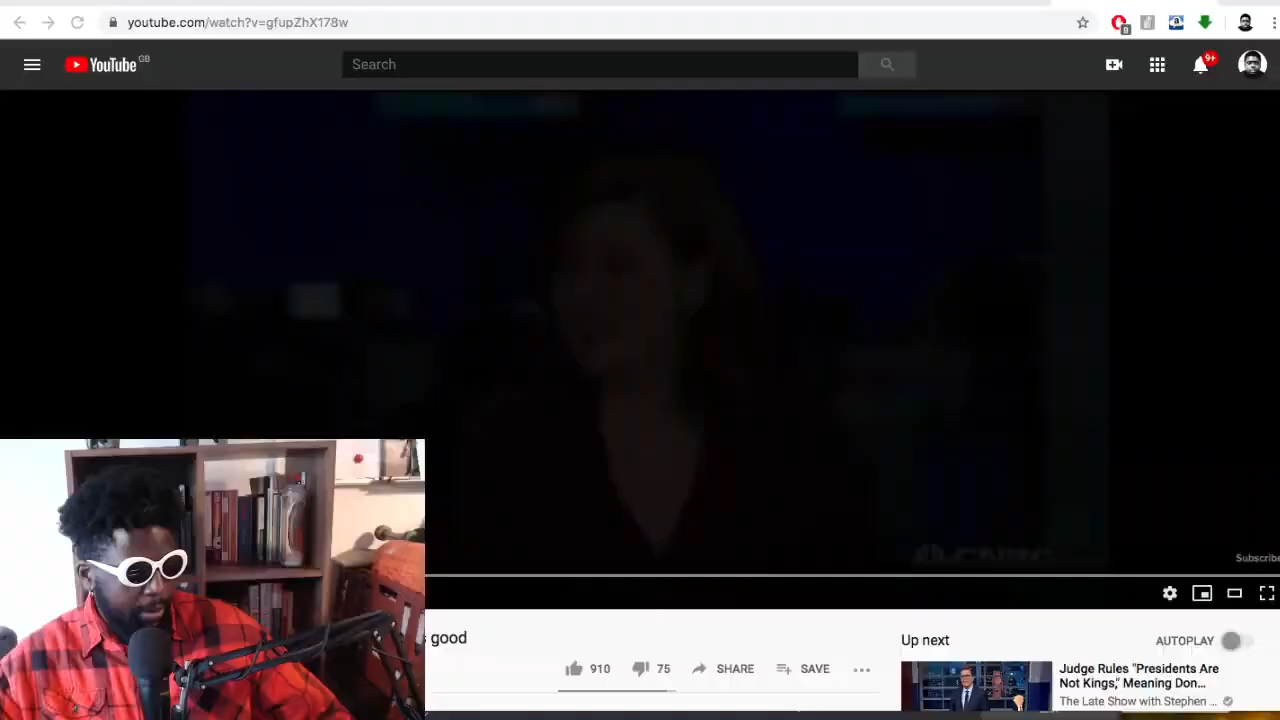 youtube.com/watch?v=gfupZhX178w
YouTube GB
Search
9+
CNBC
Subscribe
s good
910
75
SHARE
SAVE
Up next
AUTOPLAY
Judge Rules "Presidents Are
Not Kings," Meaning Don...
The Late Show with Stephen ...